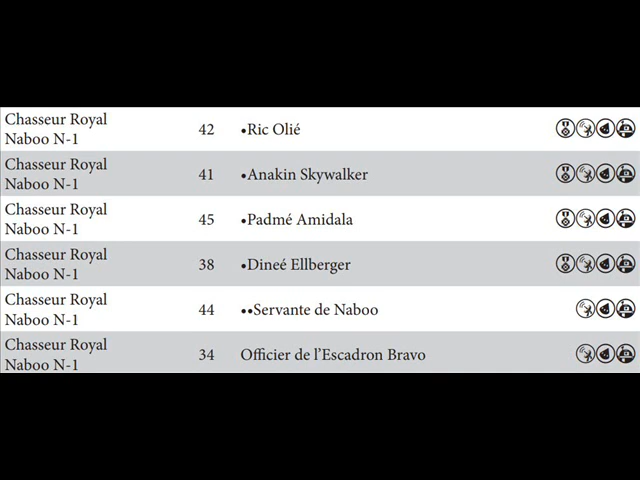 Chasseur Royal
Naboo N-1 42 •Ric Olié
Chasseur Royal
Naboo N-1 41 •Anakin Skywalker
Chasseur Royal
Naboo N-1 45 •Padmé Amidala
Chasseur Royal
Naboo N-1 38 •Dineé Ellberger
Chasseur Royal
Naboo N-1 44 ••Servante de Naboo
Chasseur Royal
Naboo N-1 34 Officier de l’Escadron Bravo